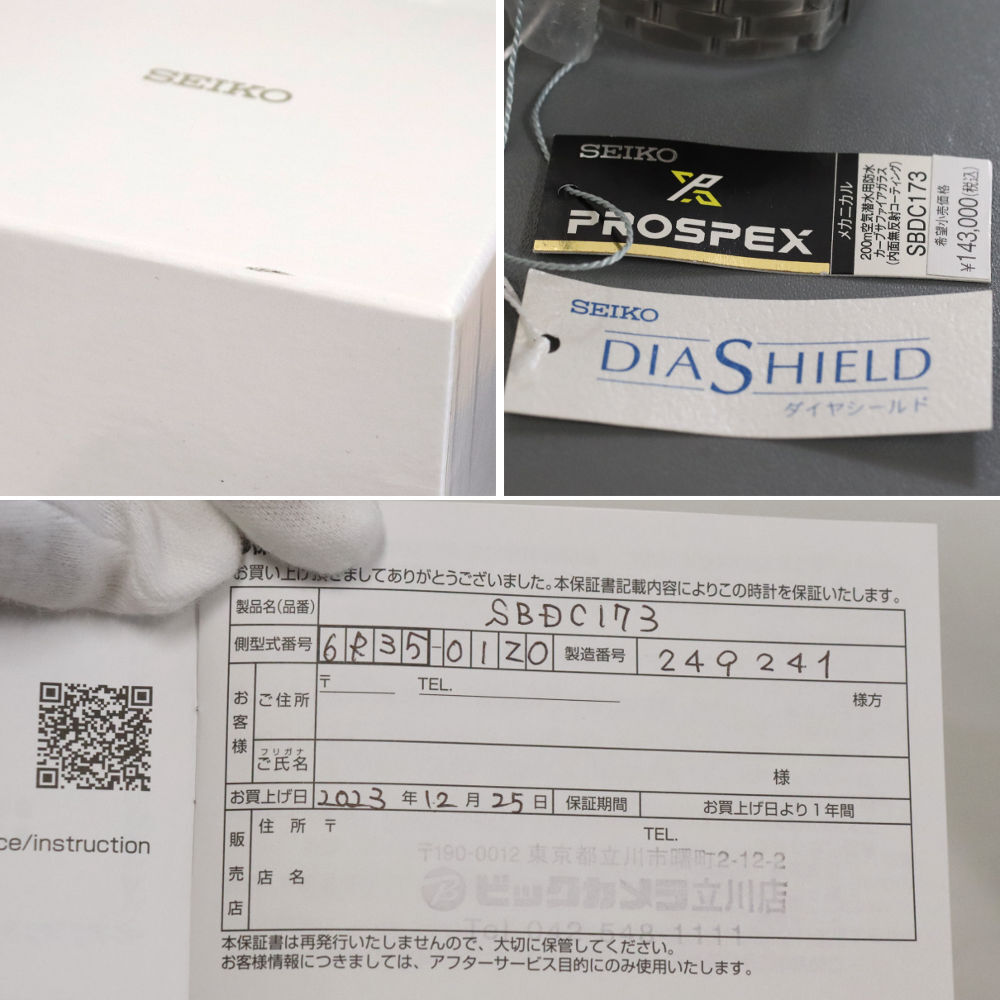 SEIKO
SEIKO
PROSPEX
メカニカル
200m空気潜水用防水
カーブサファイアガラス
(内面無反射コーティング)
SBDC173
希望小売価格
¥143,000(税込)
SEIKO
DIASHIELD
ダイヤシールド
お買い上げ頂きましてありがとうございました。本保証書記載内容によりこの時計を保証いたします。
製品名(品番) SBDC173
側型式番号 6R35-01Z0 製造番号 249241
お客様
ご住所 〒 TEL. 様方
フリガナ
ご氏名 様
お買上げ日 2023年12月25日 保証期間 お買上げ日より1年間
販売店
住所 〒 TEL.
〒190-0012 東京都立川市曙町2-12-2
店名
ビックカメラ立川店
Tel 042-548-1111
本保証書は再発行いたしませんので、大切に保管してください。
お客様情報につきましては、アフターサービス目的にのみ使用いたします。
ce/instruction